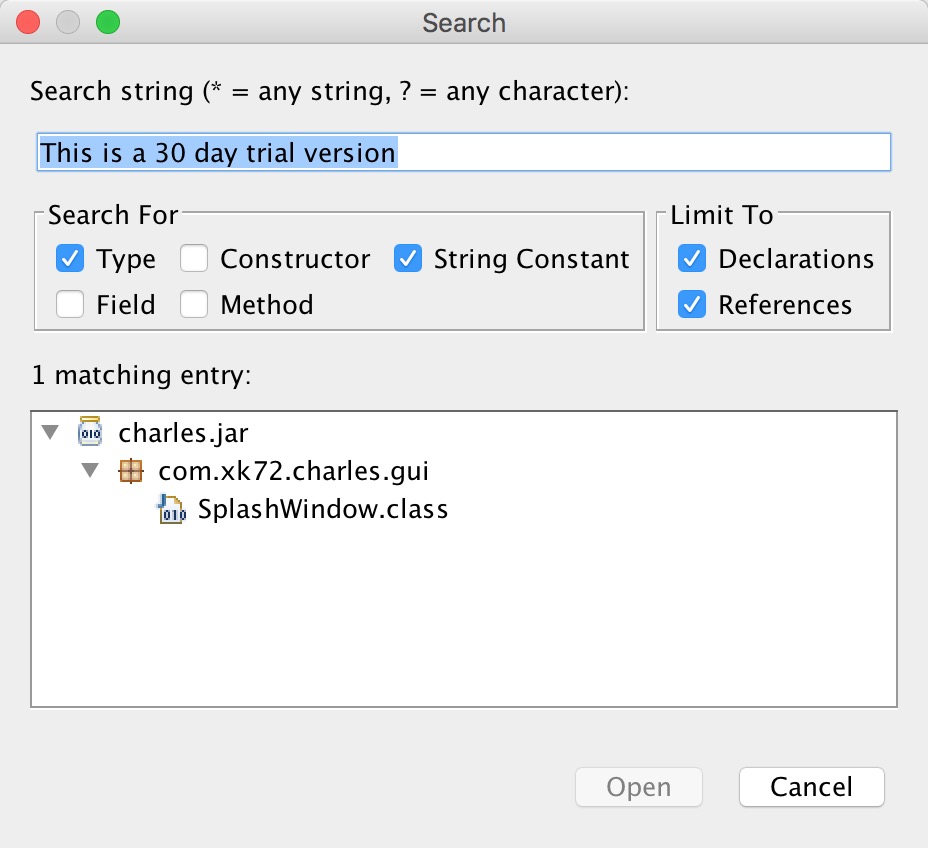 Search
Search string (* = any string, ? = any character):
This is a 30 day trial version
Search For
Limit To
Type
Constructor
String Constant
Declarations
Field
Method
References
1 matching entry:
charles.jar
com.xk72.charles.gui
SplashWindow.class
Open
Cancel